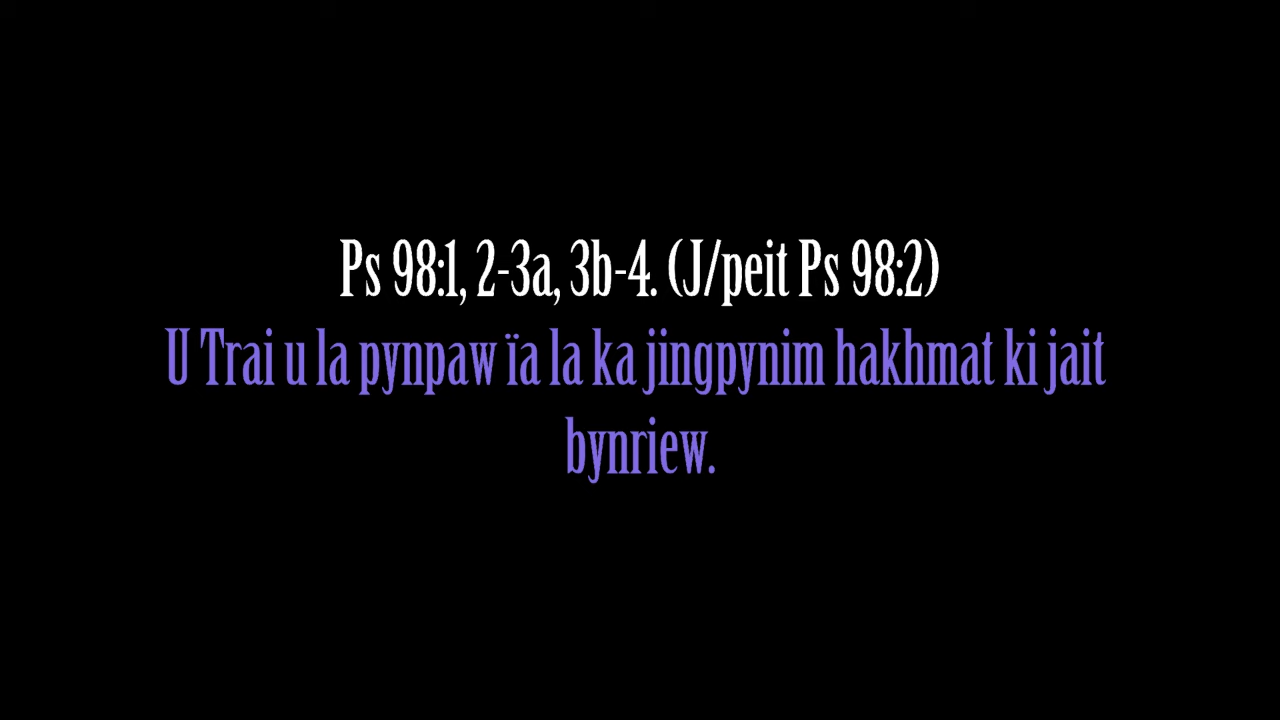 Ps 98:1, 2-3a, 3b-4. (J/peit Ps 98:2)
U Trai u la pynpaw ïa la ka jingpynim hakhmat ki jait
bynriew.